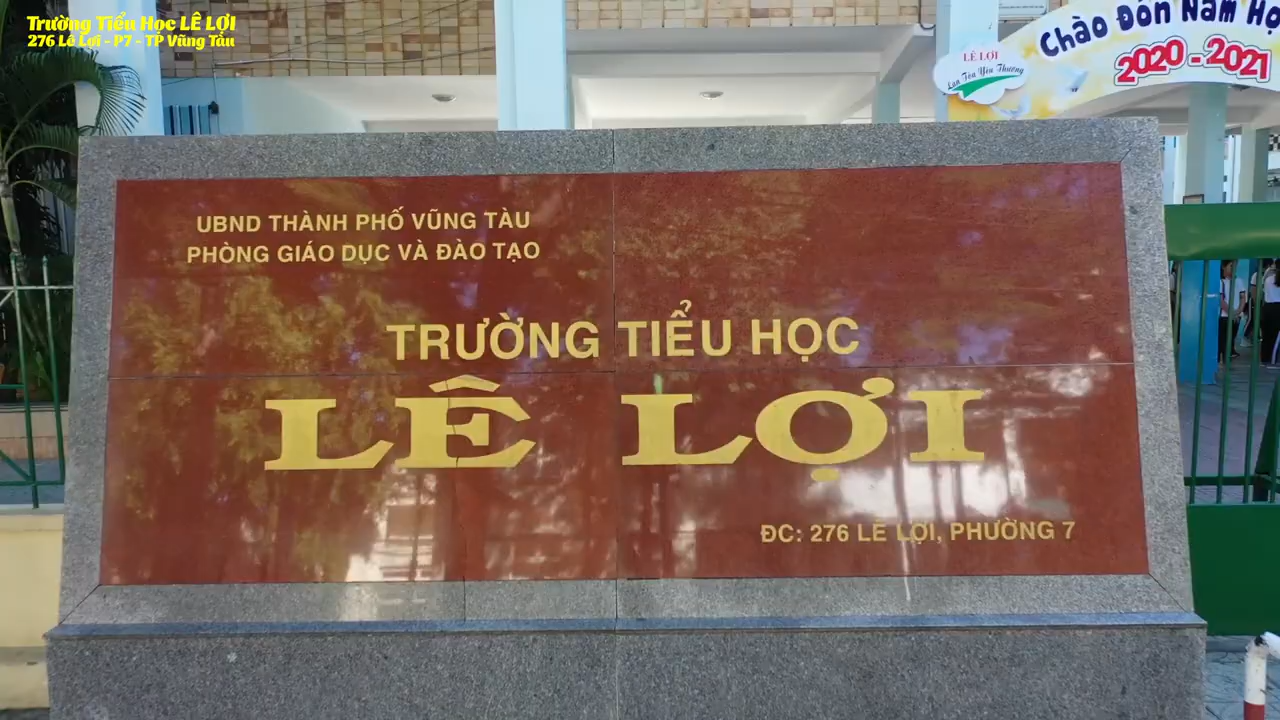 Trường Tiểu Học LÊ LỢI
276 Lê Lợi - P7 - TP Vũng Tàu
Chào Đón Năm Họ
2020 - 2021
LÊ LỢI
Lan Tỏa Yêu Thương
UBND THÀNH PHỐ VŨNG TÀU
PHÒNG GIÁO DỤC VÀ ĐÀO TẠO
TRƯỜNG TIỂU HỌC
LÊ LỢI
ĐC: 276 LÊ LỢI, PHƯỜNG 7